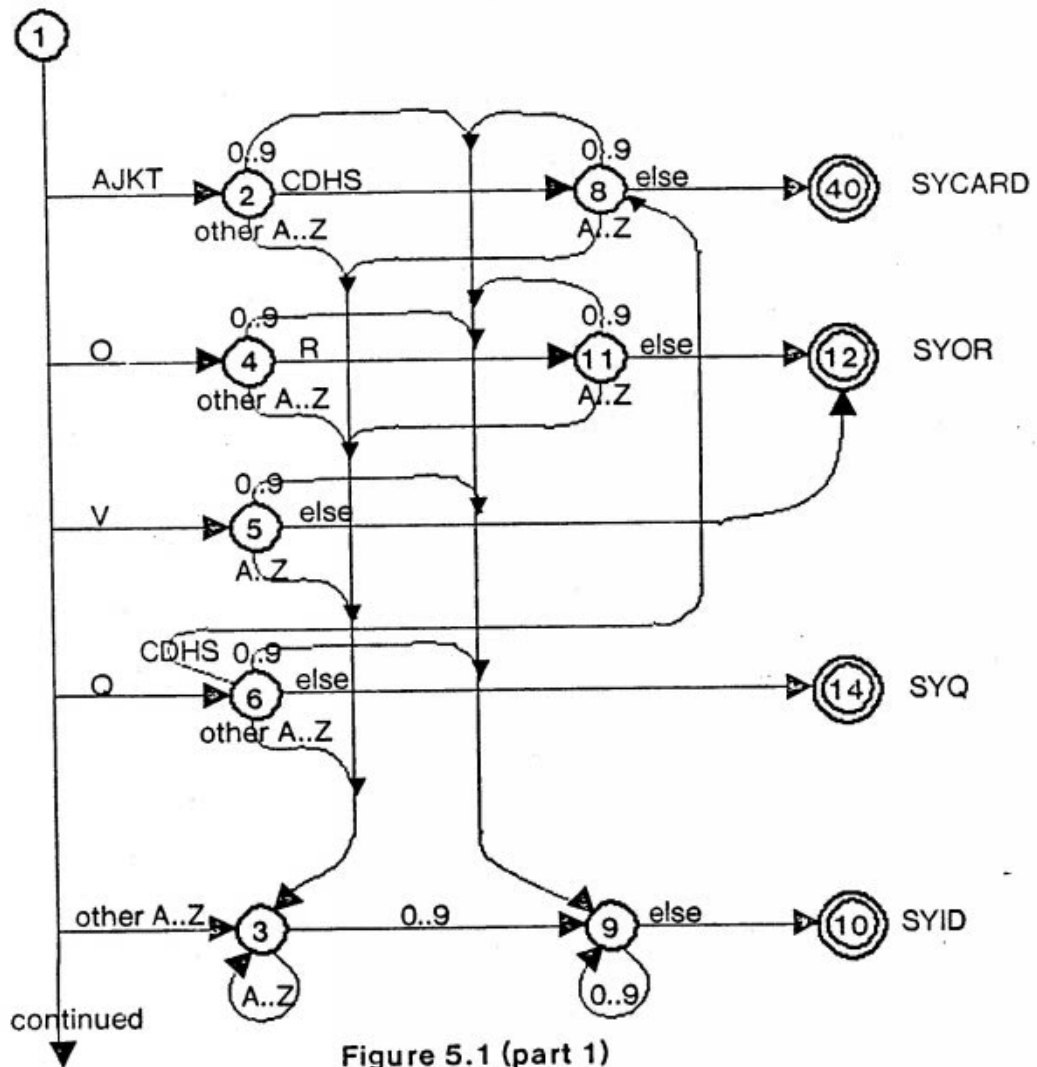 1
0..9 0..9
AJKT 2 CDHS 8 else 40 SYCARD
other A..Z A..Z
0..9 0..9
O 4 R 11 else 12 SYOR
other A..Z A..Z
0..9
V 5 else
A..Z
CDHS 0..9
Q 6 else 14 SYQ
other A..Z
other A..Z 3 0..9 9 else 10 SYID
A..Z 0..9
continued
Figure 5.1 (part 1)